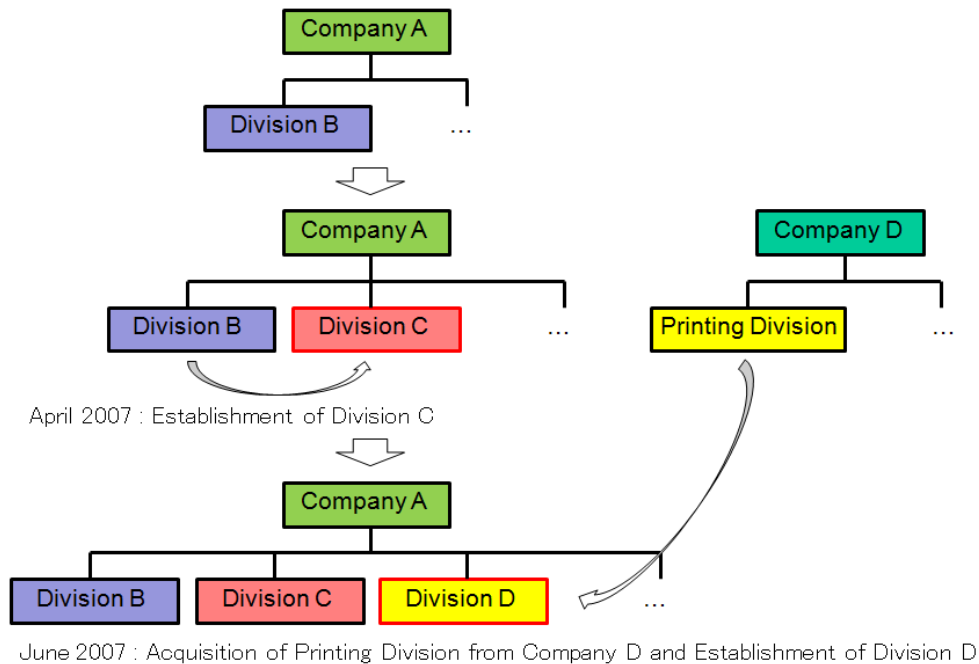 Company A
Division B
...
Company A
Company D
Division B
Division C
...
Printing Division
...
April 2007 : Establishment of Division C
Company A
Division B
Division C
Division D
...
June 2007 : Acquisition of Printing Division from Company D and Establishment of Division D